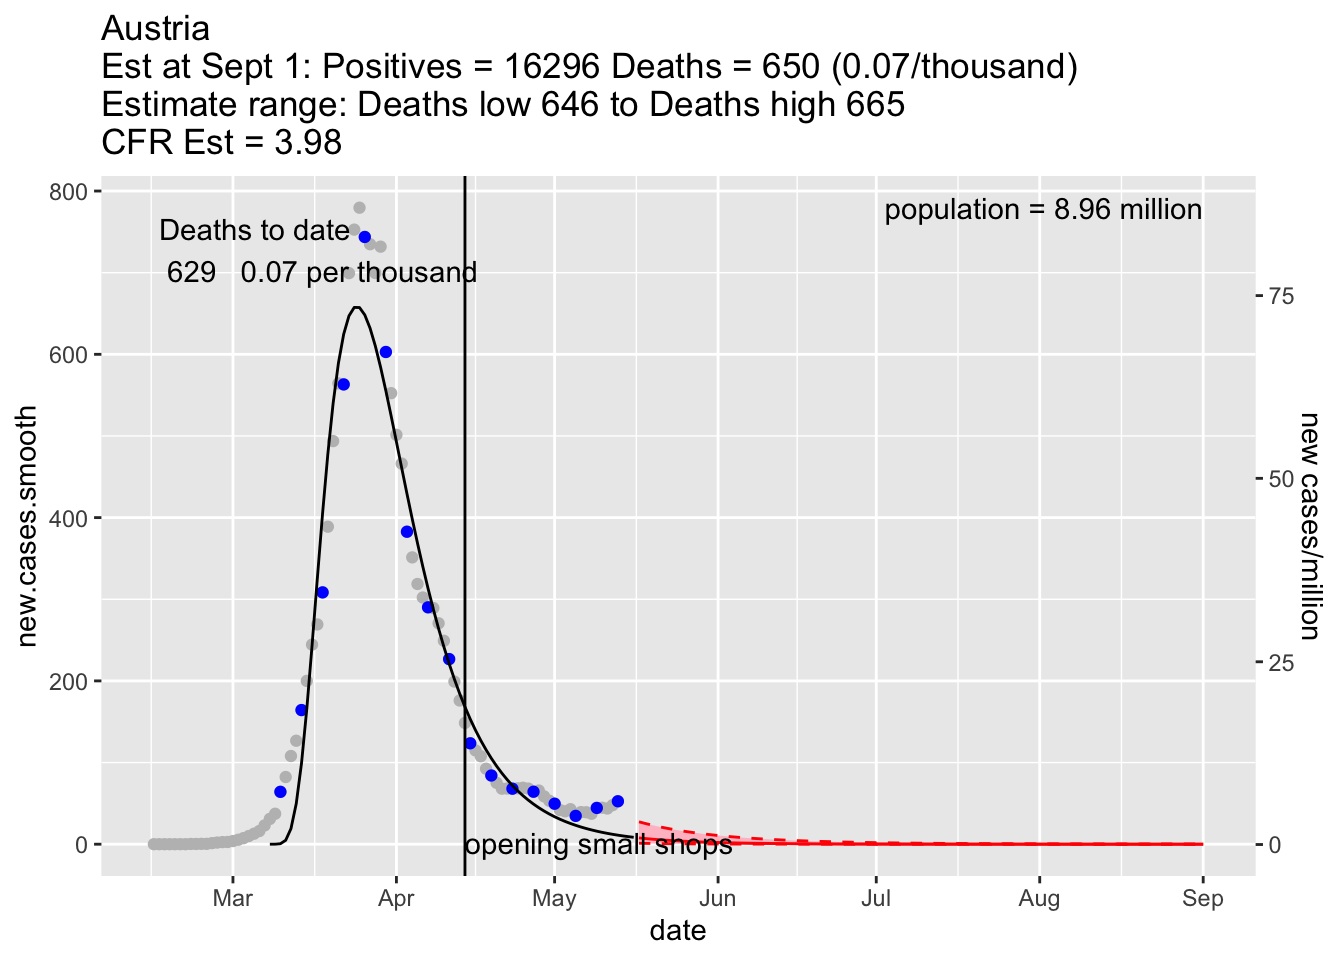 Austria
Est at Sept 1: Positives = 16296 Deaths = 650 (0.07/thousand)
Estimate range: Deaths low 646 to Deaths high 665
CFR Est = 3.98
800
600
400
200
0
new.cases.smooth
Deaths to date
629 0.07 per thousand
population = 8.96 million
opening small shops
75
50
25
0
new cases/million
Mar Apr May Jun Jul Aug Sep
date